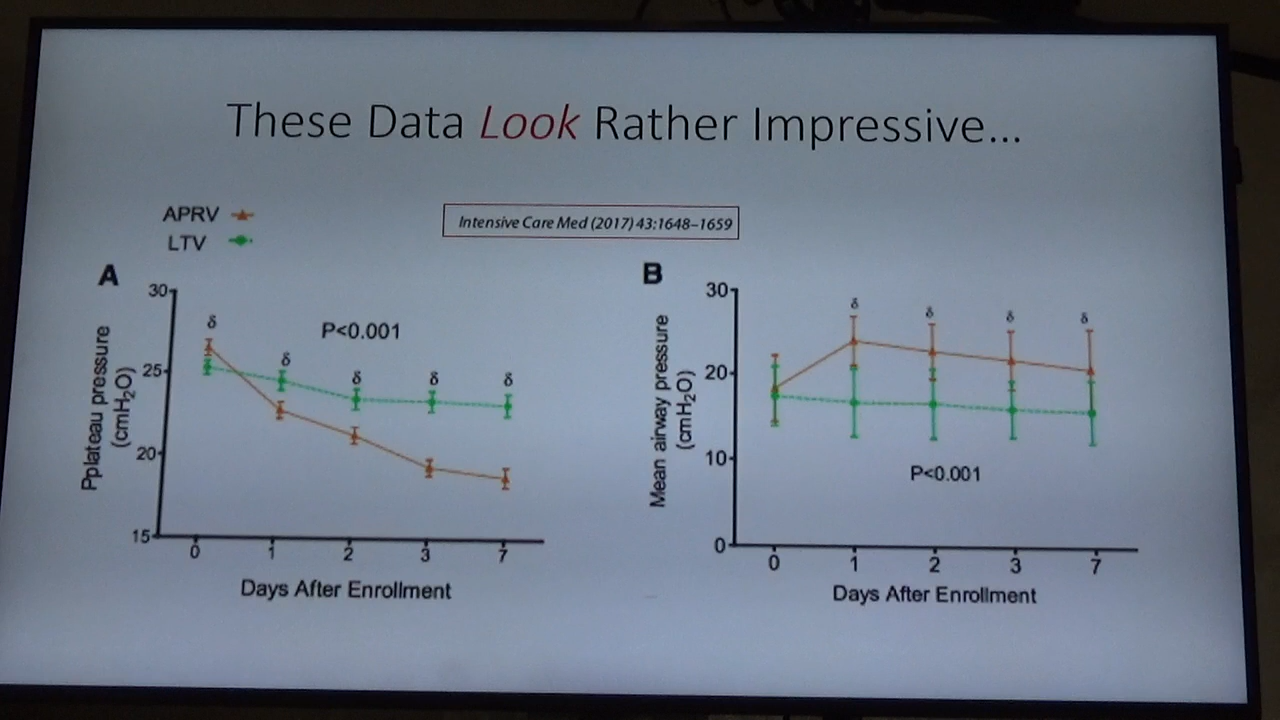 These Data Look Rather Impressive...
APRV
LTV
Intensive Care Med (2017) 43:1648–1659
A
30
25
20
15
Pplateau pressure
(cmH₂O)
δ
δ
δ
δ
δ
P<0.001
0 1 2 3 7
Days After Enrollment
B
30
20
10
0
Mean airway pressure
(cmH₂O)
δ
δ
δ
δ
P<0.001
0 1 2 3 7
Days After Enrollment